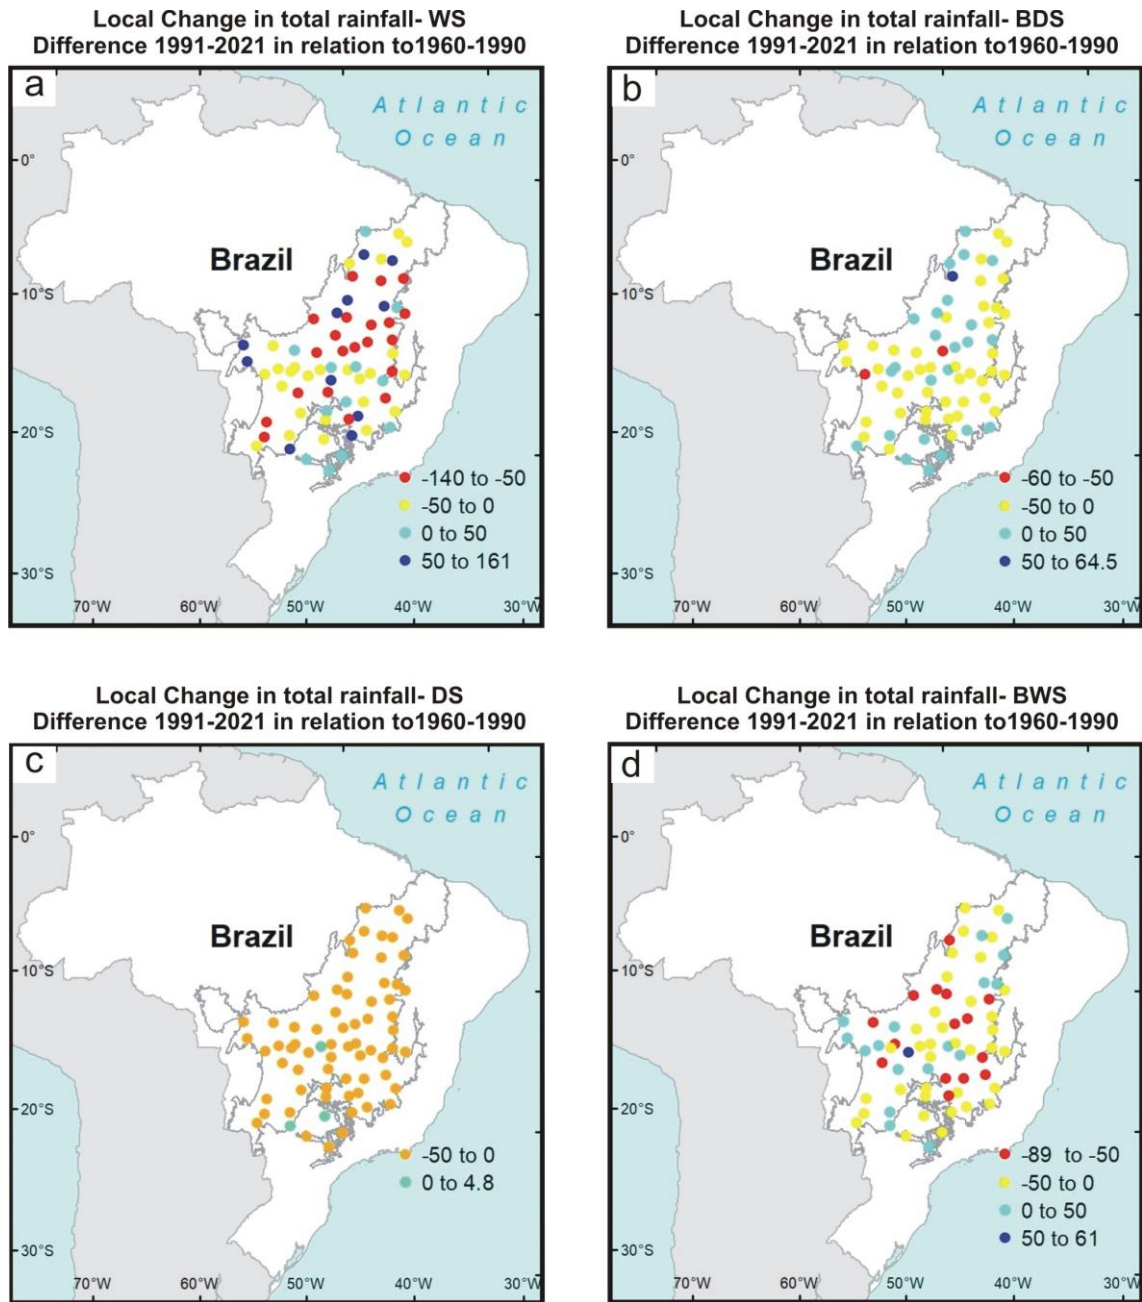 Local Change in total rainfall- WS
Difference 1991-2021 in relation to1960-1990
a
Atlantic
Ocean
0°
Brazil
10°S
20°S
-140 to -50
-50 to 0
0 to 50
50 to 161
30°S
70°W 60°W 50°W 40°W 30°W
Local Change in total rainfall- BDS
Difference 1991-2021 in relation to1960-1990
b
Atlantic
Ocean
0°
Brazil
10°S
20°S
-60 to -50
-50 to 0
0 to 50
50 to 64.5
30°S
70°W 60°W 50°W 40°W 30°W
Local Change in total rainfall- DS
Difference 1991-2021 in relation to1960-1990
c
Atlantic
Ocean
0°
Brazil
10°S
20°S
-50 to 0
0 to 4.8
30°S
70°W 60°W 50°W 40°W 30°W
Local Change in total rainfall- BWS
Difference 1991-2021 in relation to1960-1990
d
Atlantic
Ocean
0°
Brazil
10°S
20°S
-89 to -50
-50 to 0
0 to 50
50 to 61
30°S
70°W 60°W 50°W 40°W 30°W